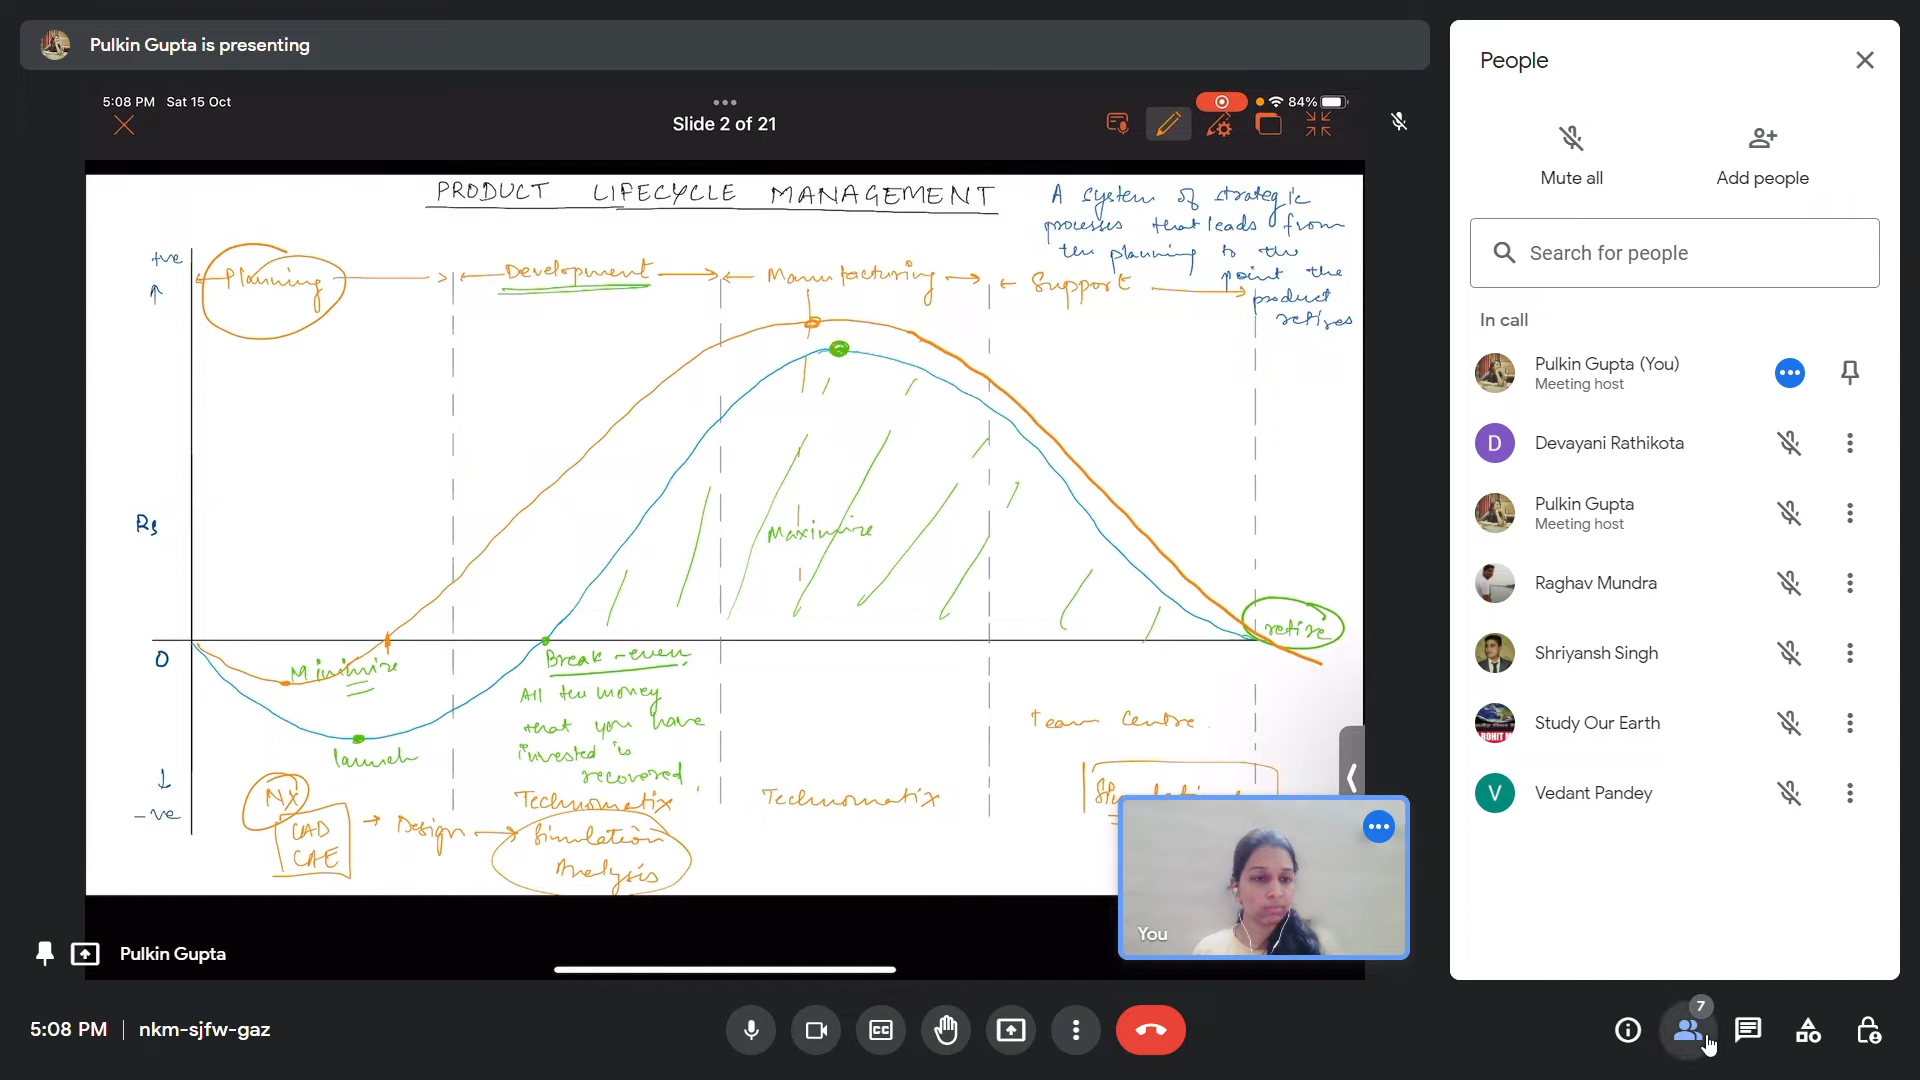 Pulkin Gupta is presenting
5:08 PM Sat 15 Oct
84%
Slide 2 of 21
PRODUCT LIFECYCLE MANAGEMENT
A system of strategic
processes that leads from
the planning to the
point the
product
retires
+ve
Planning
Development
Manufacturing
Support
Rs
Maximize
0
Minimize
Break-even
retire
All the money
that you have
invested is
recovered.
launch
Team Centre
-ve
NX
CAD
CAE
Design
Technomatix
Simulation
Analysis
Technomatix
You
Pulkin Gupta
5:08 PM | nkm-sjfw-gaz
People
Mute all
Add people
Search for people
In call
Pulkin Gupta (You)
Meeting host
D
Devayani Rathikota
Pulkin Gupta
Meeting host
Raghav Mundra
Shriyansh Singh
Study Our Earth
V
Vedant Pandey
7